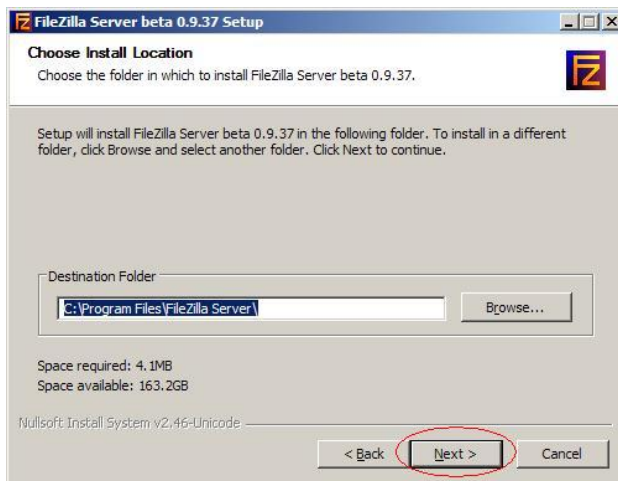 FileZilla Server beta 0.9.37 Setup
Choose Install Location
Choose the folder in which to install FileZilla Server beta 0.9.37.
FZ
Setup will install FileZilla Server beta 0.9.37 in the following folder. To install in a different
folder, click Browse and select another folder. Click Next to continue.
Destination Folder
C:\Program Files\FileZilla Server\
Browse...
Space required: 4.1MB
Space available: 163.2GB
Nullsoft Install System v2.46-Unicode
< Back Next > Cancel